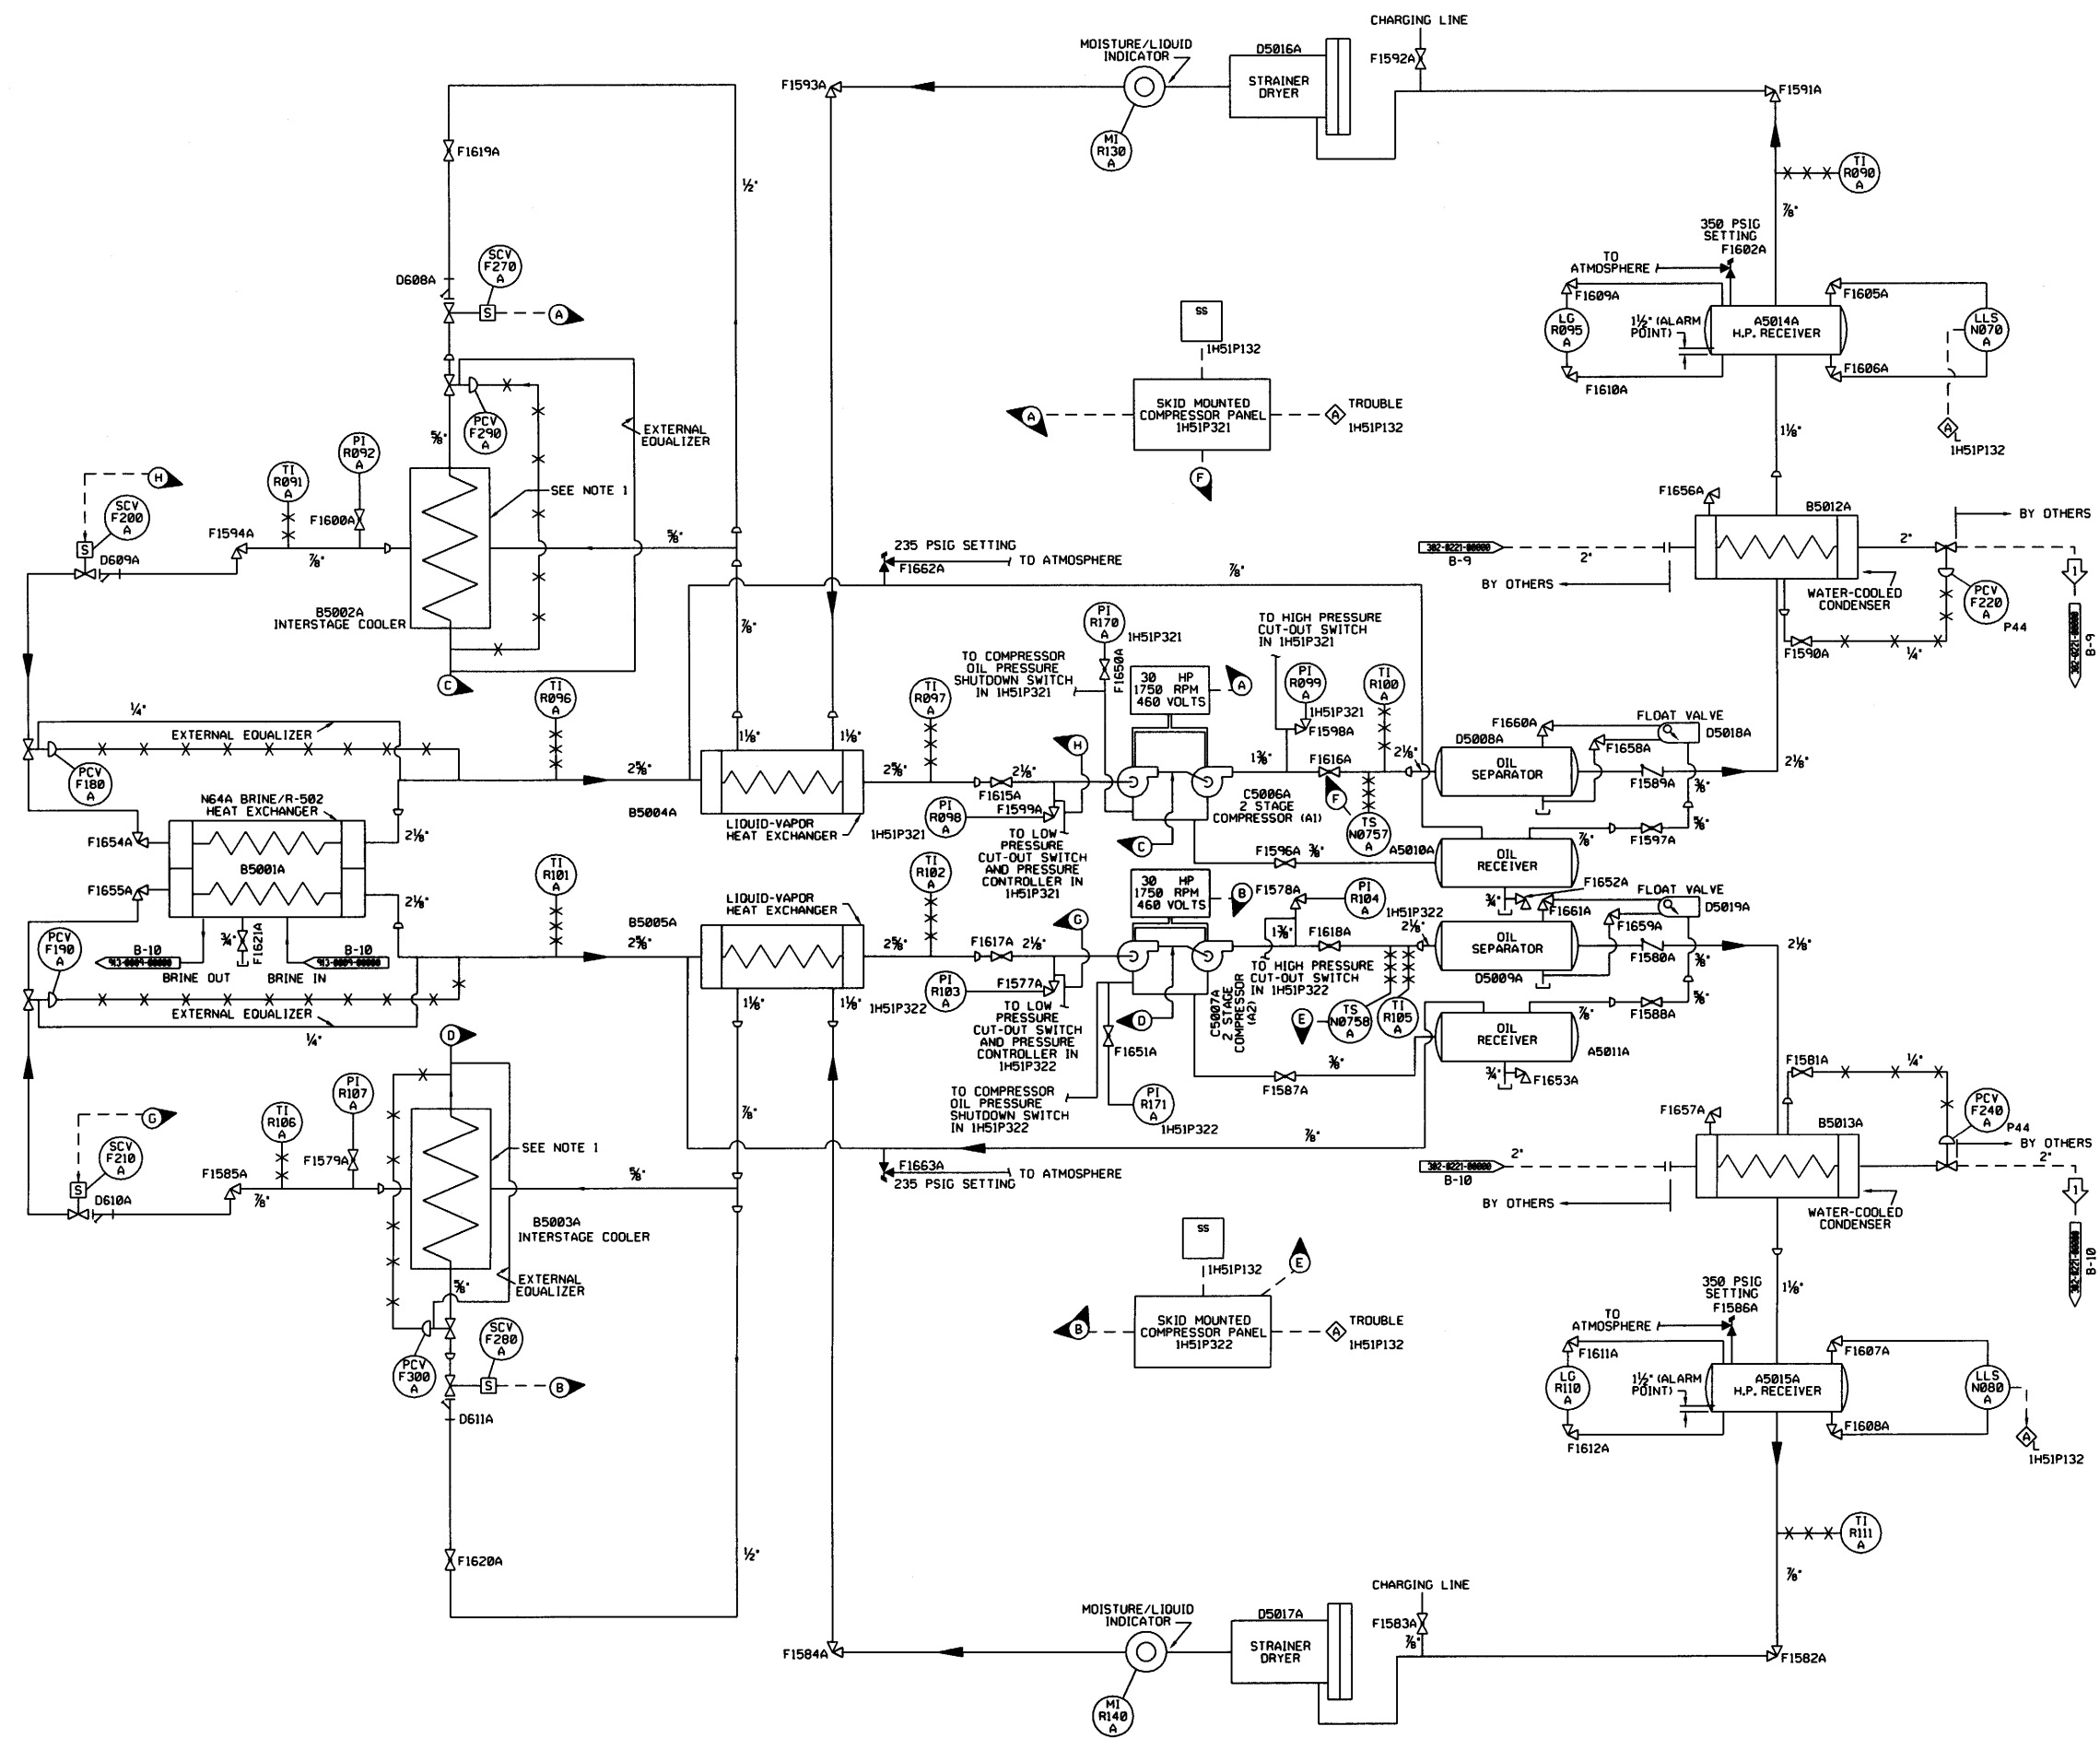 CHARGING LINE
MOISTURE/LIQUID
INDICATOR
D5016A
F1592A
STRAINER
DRYER
F1593A
F1591A
MI
R130
A
F1619A
½"
TI
R090
A
⅞"
350 PSIG
SETTING
F1602A
TO
ATMOSPHERE
F1609A
F1605A
LG
R095
A
1½" (ALARM
POINT)
A5014A
H.P. RECEIVER
LLS
N070
A
F1610A
F1606A
A
L
1H51P132
1⅛"
SCV
F270
A
D608A
S
A
PCV
F290
A
⅝"
EXTERNAL
EQUALIZER
SS
1H51P132
SKID MOUNTED
COMPRESSOR PANEL
1H51P321
A
A
TROUBLE
1H51P132
F
H
SCV
F200
A
S
D609A
F1594A
TI
R091
A
PI
R092
A
F1600A
⅞"
SEE NOTE 1
B5002A
INTERSTAGE COOLER
⅝"
C
235 PSIG SETTING
F1662A
TO ATMOSPHERE
⅞"
⅞"
F1656A
B5012A
BY OTHERS
302-0221-00000
B-9
2"
2"
BY OTHERS
WATER-COOLED
CONDENSER
PCV
F220
A
P44
F1590A
¼"
1
302-0221-00000
B-9
¼"
EXTERNAL EQUALIZER
PCV
F180
A
TI
R096
A
2⅝"
1⅛"
1⅛"
B5004A
LIQUID-VAPOR
HEAT EXCHANGER
TI
R097
A
2⅝"
2⅛"
F1615A
PI
R098
A
1H51P321
F1599A
H
TO LOW
PRESSURE
CUT-OUT SWITCH
AND PRESSURE
CONTROLLER IN
1H51P321
PI
R170
A
1H51P321
F1650A
TO COMPRESSOR
OIL PRESSURE
SHUTDOWN SWITCH
IN 1H51P321
30 HP
1750 RPM
460 VOLTS
A
TO HIGH PRESSURE
CUT-OUT SWITCH
IN 1H51P321
PI
R099
A
1H51P321
F1598A
TI
R100
A
1⅜"
F1616A
2⅛"
C5006A
2 STAGE
COMPRESSOR (A1)
F
TS
N0757
A
C
F1596A
⅜"
F1660A
D5008A
OIL
SEPARATOR
FLOAT VALVE
D5018A
F1658A
F1589A
⅜"
2⅛"
A5010A
OIL
RECEIVER
⅞"
F1597A
⅝"
¾"
F1652A
N64A BRINE/R-502
HEAT EXCHANGER
F1654A
B5001A
F1655A
2⅛"
2⅛"
PCV
F190
A
B-10
913-0009-00000
BRINE OUT
¾"
F1621A
B-10
913-0009-00000
BRINE IN
EXTERNAL EQUALIZER
¼"
TI
R101
A
2⅝"
B5005A
LIQUID-VAPOR
HEAT EXCHANGER
1⅛"
1⅛"
TI
R102
A
2⅝"
F1617A
2⅛"
PI
R103
A
1H51P322
F1577A
G
TO LOW
PRESSURE
CUT-OUT SWITCH
AND PRESSURE
CONTROLLER IN
1H51P322
30 HP
1750 RPM
460 VOLTS
B
F1578A
PI
R104
A
1H51P322
1⅜"
F1618A
2⅛"
TO HIGH PRESSURE
CUT-OUT SWITCH
IN 1H51P322
C5007A
2 STAGE
COMPRESSOR
(A2)
D
E
TS
N0758
A
TI
R105
A
F1651A
PI
R171
A
1H51P322
TO COMPRESSOR
OIL PRESSURE
SHUTDOWN SWITCH
IN 1H51P322
F1587A
⅜"
F1661A
OIL
SEPARATOR
D5009A
FLOAT VALVE
D5019A
F1659A
F1580A
⅜"
2⅛"
OIL
RECEIVER
A5011A
⅞"
F1588A
⅝"
¾"
F1653A
D
G
SCV
F210
A
S
D610A
F1585A
⅞"
TI
R106
A
PI
R107
A
F1579A
SEE NOTE 1
B5003A
INTERSTAGE COOLER
⅝"
EXTERNAL
EQUALIZER
⅝"
⅞"
⅞"
F1663A
235 PSIG SETTING
TO ATMOSPHERE
SCV
F280
A
PCV
F300
A
S
B
D611A
F1620A
½"
SS
1H51P132
E
SKID MOUNTED
COMPRESSOR PANEL
1H51P322
B
A
TROUBLE
1H51P132
F1581A
¼"
F1657A
B5013A
PCV
F240
A
P44
BY OTHERS
302-0221-00000
B-10
2"
2"
BY OTHERS
WATER-COOLED
CONDENSER
1
302-0221-00000
B-10
1⅛"
350 PSIG
SETTING
F1586A
TO
ATMOSPHERE
F1611A
F1607A
LG
R110
A
1½" (ALARM
POINT)
A5015A
H.P. RECEIVER
LLS
N080
A
F1612A
F1608A
A
L
1H51P132
TI
R111
A
⅞"
CHARGING LINE
MOISTURE/LIQUID
INDICATOR
D5017A
F1583A
⅞"
STRAINER
DRYER
F1584A
F1582A
MI
R140
A